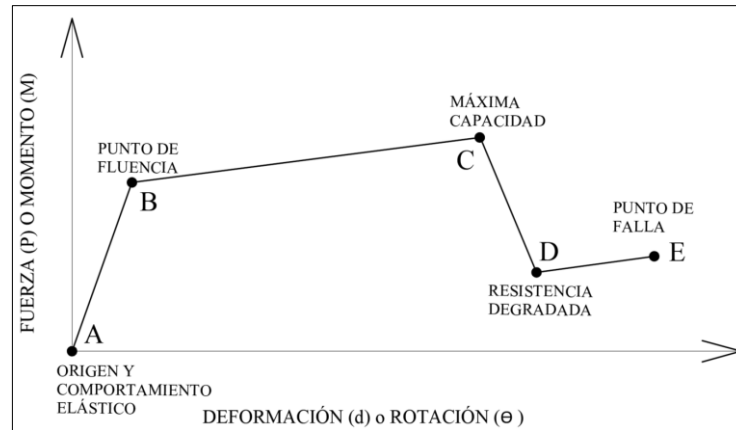 FUERZA (P) O MOMENTO (M)
PUNTO DE
FLUENCIA
B
MÁXIMA
CAPACIDAD
C
PUNTO DE
FALLA
D
E
RESISTENCIA
DEGRADADA
A
ORIGEN Y
COMPORTAMIENTO
ELÁSTICO
DEFORMACIÓN (d) o ROTACIÓN (Ɵ )